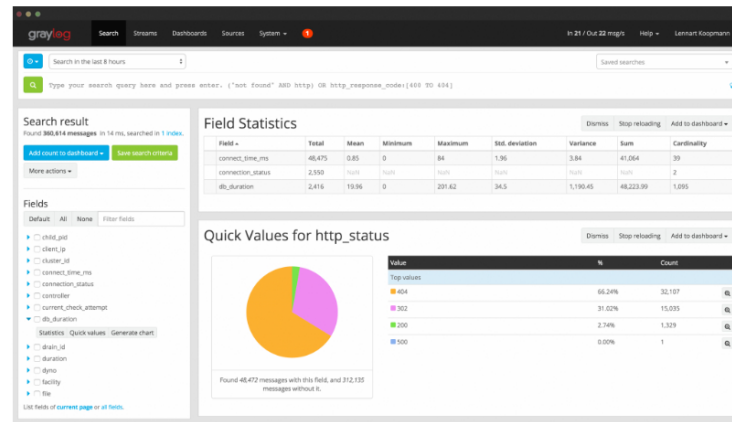 graylog Search Streams Dashboards Sources System 1 In 21 / Out 22 msg/s Help Lennart Koopmann
Search in the last 8 hours Saved searches
Type your search query here and press enter. ("not found" AND http) OR http_response_code:[400 TO 404]
Search result
Found 360,614 messages in 14 ms, searched in 1 index.
Add count to dashboard Save search criteria
More actions
Fields
Default All None Filter fields
child_pid
client_ip
cluster_id
connect_time_ms
connection_status
controller
current_check_attempt
db_duration
Statistics Quick values Generate chart
drain_id
duration
dyno
facility
file
List fields of current page or all fields.
Field Statistics Dismiss Stop reloading Add to dashboard
Field Total Mean Minimum Maximum Std. deviation Variance Sum Cardinality
connect_time_ms 48,475 0.85 0 84 1.96 3.84 41,064 39
connection_status 2,550 NaN NaN NaN NaN NaN NaN 2
db_duration 2,416 19.96 0 201.62 34.5 1,190.45 48,223.99 1,095
Quick Values for http_status Dismiss Stop reloading Add to dashboard
Value % Count
Top values
404 66.24% 32,107
302 31.02% 15,035
200 2.74% 1,329
500 0.00% 1
Found 48,472 messages with this field, and 312,135
messages without it.